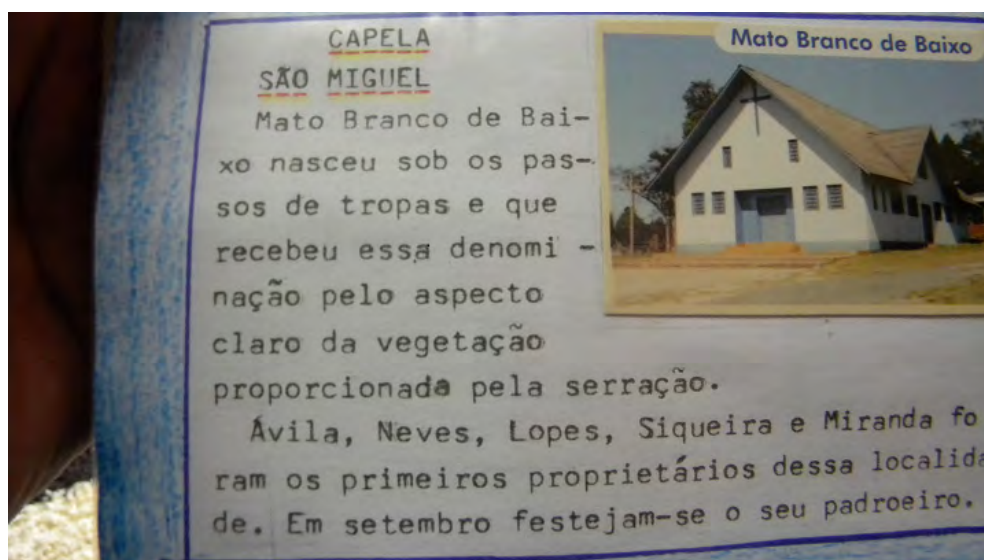 CAPELA
SÃO MIGUEL
Mato Branco de Baixo
Mato Branco de Bai-
xo nasceu sob os pas-
sos de tropas e que
recebeu essa denomi -
nação pelo aspecto
claro da vegetação
proporcionada pela serração.
Ávila, Neves, Lopes, Siqueira e Miranda fo
ram os primeiros proprietários dessa localida
de. Em setembro festejam-se o seu padroeiro.